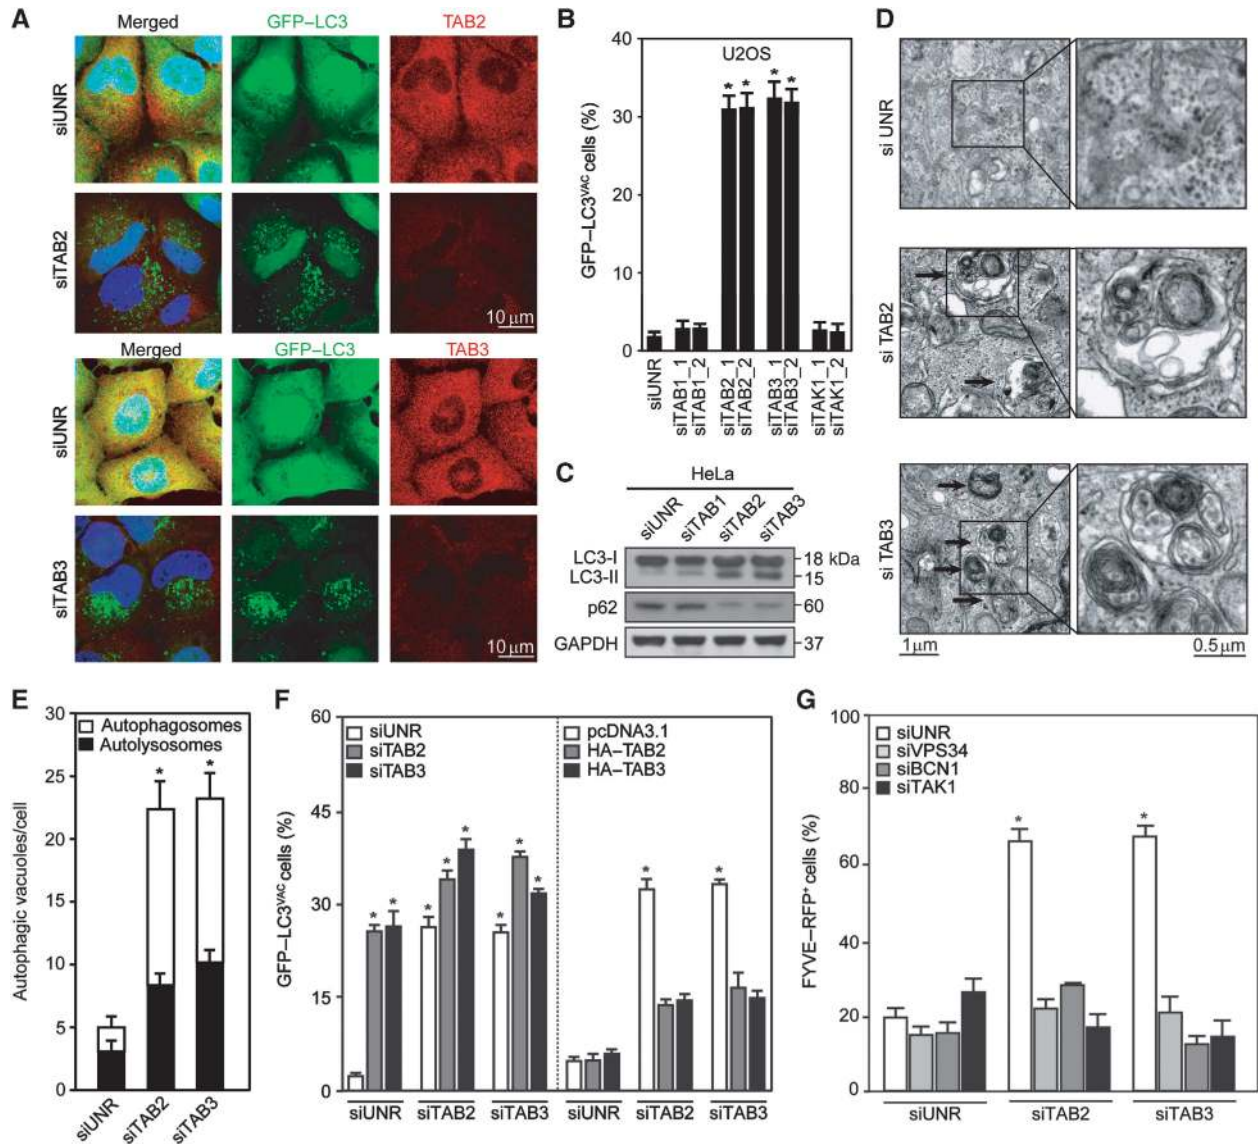 A
Merged GFP–LC3 TAB2
siUNR
siTAB2
10 μm
Merged GFP–LC3 TAB3
siUNR
siTAB3
10 μm
B
U2OS
GFP–LC3VAC cells (%)
40
30
20
10
0
siUNR
siTAB1_1
siTAB1_2
siTAB2_1
siTAB2_2
siTAB3_1
siTAB3_2
siTAK1_1
siTAK1_2
* * * *
C
HeLa
siUNR siTAB1 siTAB2 siTAB3
LC3-I 18 kDa
LC3-II 15
p62 60
GAPDH 37
D
si UNR
si TAB2
si TAB3
1μm 0.5μm
E
Autophagic vacuoles/cell
30
25
20
15
10
5
0
Autophagosomes
Autolysosomes
* *
siUNR siTAB2 siTAB3
F
GFP–LC3VAC cells (%)
60
45
30
15
0
siUNR
siTAB2
siTAB3
pcDNA3.1
HA–TAB2
HA–TAB3
* * * * * * * * * *
siUNR siTAB2 siTAB3 siUNR siTAB2 siTAB3
G
FYVE–RFP+ cells (%)
100
80
60
40
20
0
siUNR
siVPS34
siBCN1
siTAK1
* *
siUNR siTAB2 siTAB3